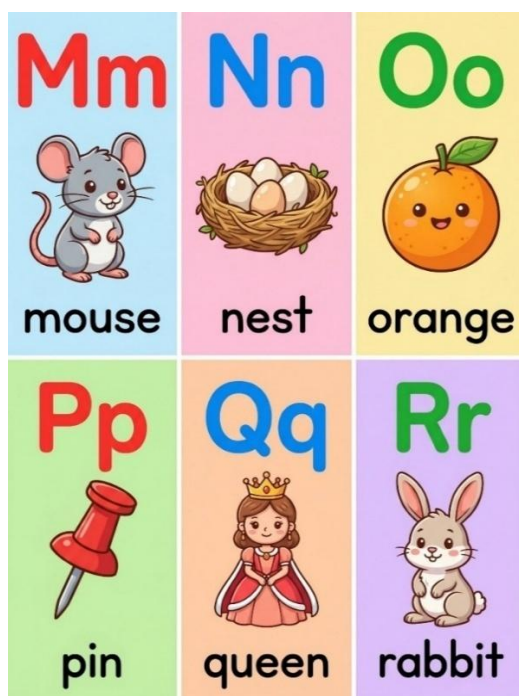 Mm
mouse
Nn
nest
Oo
orange
Pp
pin
Qq
queen
Rr
rabbit